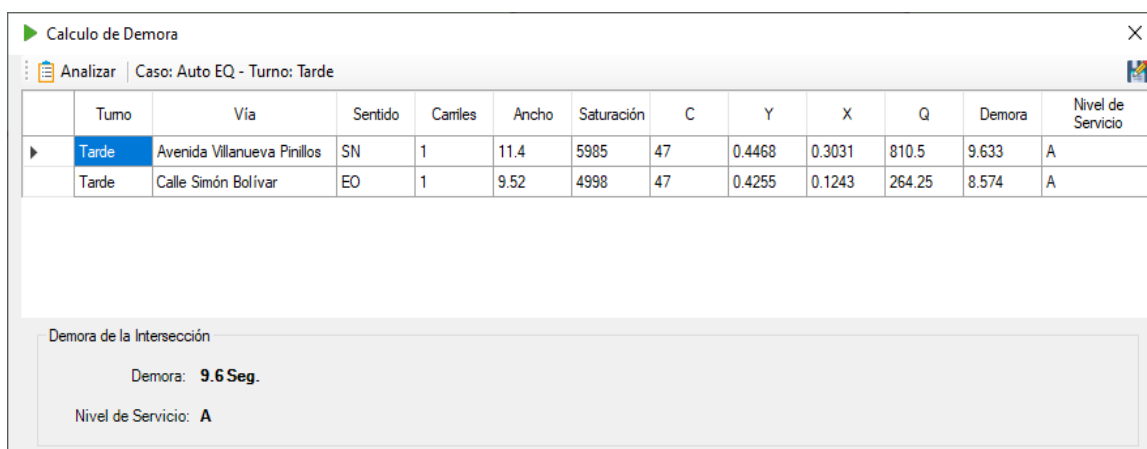 Calculo de Demora
Analizar Caso: Auto EQ - Turno: Tarde
Turno Vía Sentido Carriles Ancho Saturación C Y X Q Demora Nivel de Servicio
Tarde Avenida Villanueva Pinillos SN 1 11.4 5985 47 0.4468 0.3031 810.5 9.633 A
Tarde Calle Simón Bolívar EO 1 9.52 4998 47 0.4255 0.1243 264.25 8.574 A
Demora de la Intersección
Demora: 9.6 Seg.
Nivel de Servicio: A